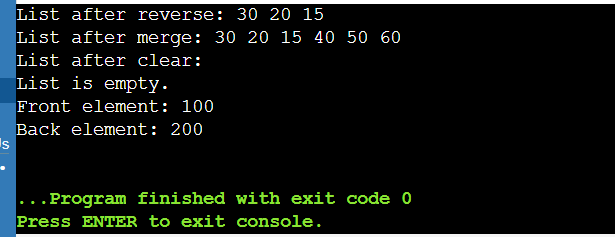 List after reverse: 30 20 15
List after merge: 30 20 15 40 50 60
List after clear:
List is empty.
Front element: 100
Back element: 200
...Program finished with exit code 0
Press ENTER to exit console.